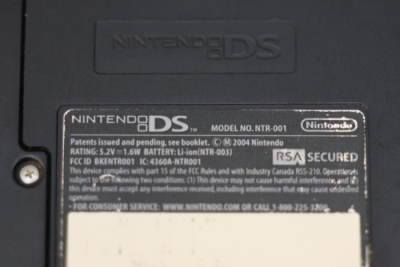 NINTENDO DS
NINTENDO DS™ MODEL NO. NTR-001 Nintendo
Patents issued and pending, see booklet. Ⓒ Ⓜ 2004 Nintendo
RATING: 5.2V⎓1.6W BATTERY: Li-ion(NTR-003)
FCC ID BKENTR001 IC: 4360A-NTR001 RSA SECURED
This device complies with part 15 of the FCC Rules and with Industry Canada RSS-210. Operation is
subject to the following two conditions: (1) This device may not cause harmful interference, and (2) this
device must accept any interference received, including interference that may cause undesired
operation.
FOR CONSUMER SERVICE: WWW.NINTENDO.COM OR CALL 1-800-225-3700